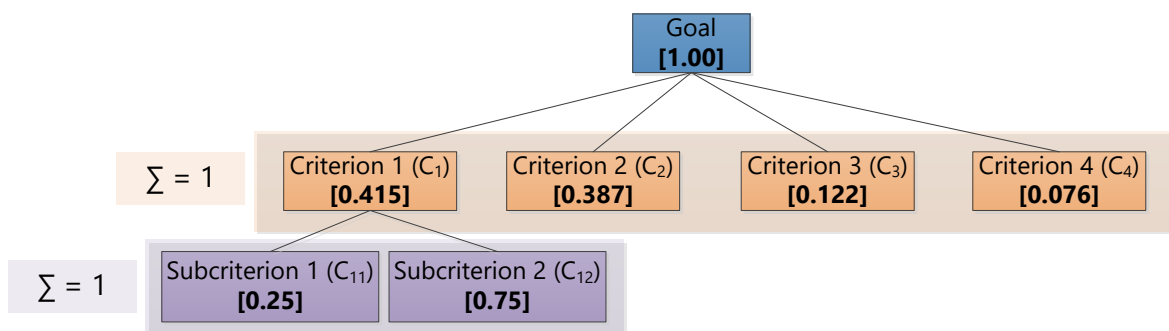 Goal
[1.00]
∑ = 1
Criterion 1 (C₁)
[0.415]
Criterion 2 (C₂)
[0.387]
Criterion 3 (C₃)
[0.122]
Criterion 4 (C₄)
[0.076]
∑ = 1
Subcriterion 1 (C₁₁)
[0.25]
Subcriterion 2 (C₁₂)
[0.75]